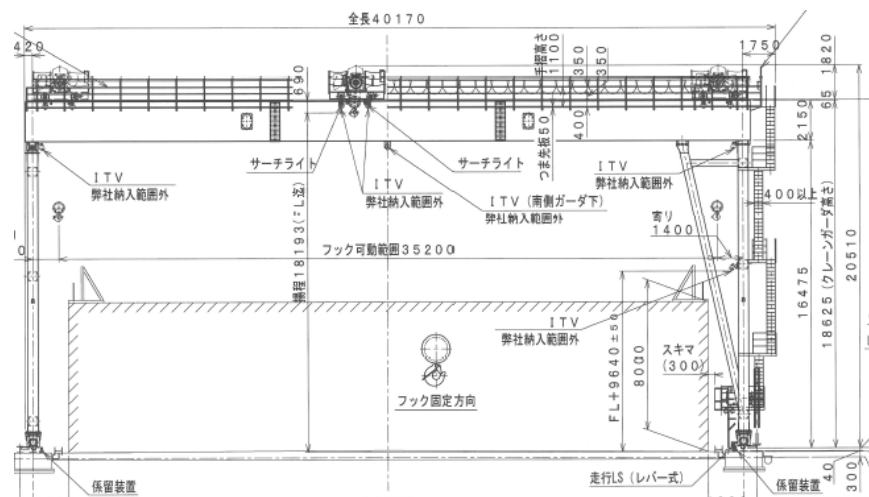 全長40170
420
1750
手摺高さ
1100
350
350
690
400
つま先板50
1820
65
2150
サーチライト
サーチライト
ITV
弊社納入範囲外
ITV
弊社納入範囲外
ITV (南側ガーダ下)
弊社納入範囲外
ITV
弊社納入範囲外
400以上
寄り
1400
フック可動範囲35200
揚程18193(FL迄)
16475
18625(クレーンガーダ高さ)
20510
ITV
弊社納入範囲外
FL+9640±50
8000
スキマ
(300)
フック固定方向
係留装置
走行LS (レバー式)
係留装置
40
300